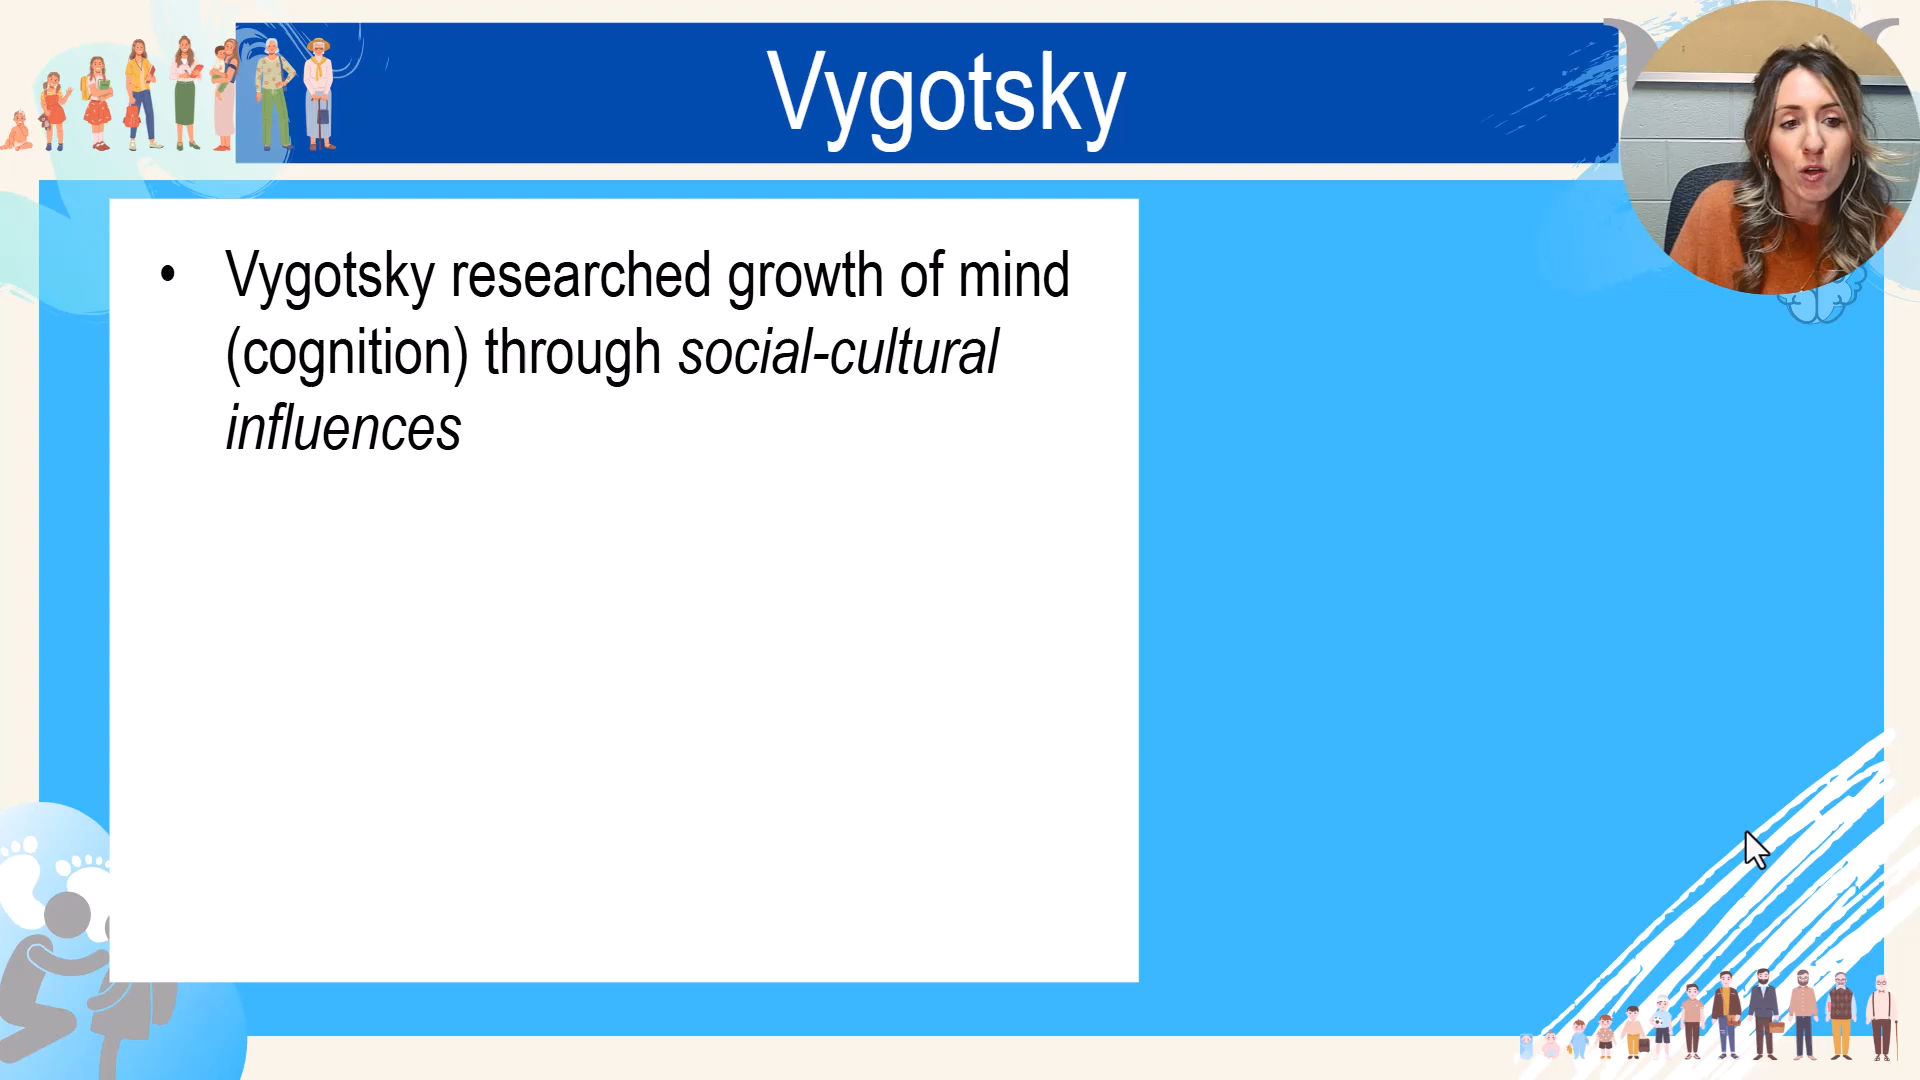 Vygotsky
• Vygotsky researched growth of mind
(cognition) through social-cultural
influences